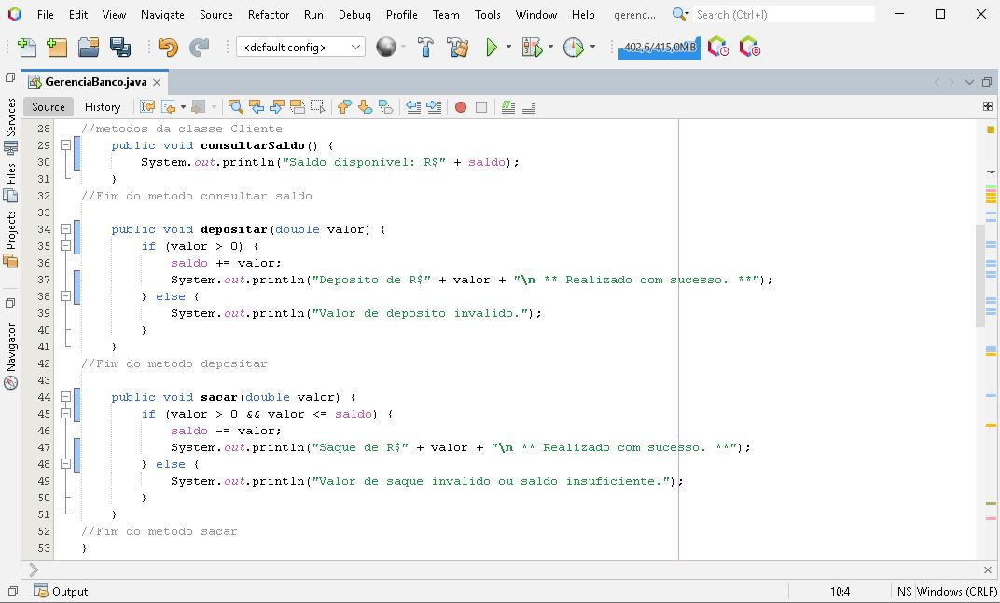 File Edit View Navigate Source Refactor Run Debug Profile Team Tools Window Help gerenc... Search (Ctrl+I)
<default config> 402,6/415,0MB
GerenciaBanco.java
Source History
Services
Files
Projects
Navigator
28 //metodos da classe Cliente
29 public void consultarSaldo() {
30 System.out.println("Saldo disponivel: R$" + saldo);
31 }
32 //Fim do metodo consultar saldo
33
34 public void depositar(double valor) {
35 if (valor > 0) {
36 saldo += valor;
37 System.out.println("Deposito de R$" + valor + "\n ** Realizado com sucesso. **");
38 } else {
39 System.out.println("Valor de deposito invalido.");
40 }
41 }
42 //Fim do metodo depositar
43
44 public void sacar(double valor) {
45 if (valor > 0 && valor <= saldo) {
46 saldo -= valor;
47 System.out.println("Saque de R$" + valor + "\n ** Realizado com sucesso. **");
48 } else {
49 System.out.println("Valor de saque invalido ou saldo insuficiente.");
50 }
51 }
52 //Fim do metodo sacar
53 }
Output 10:4 INS Windows (CRLF)